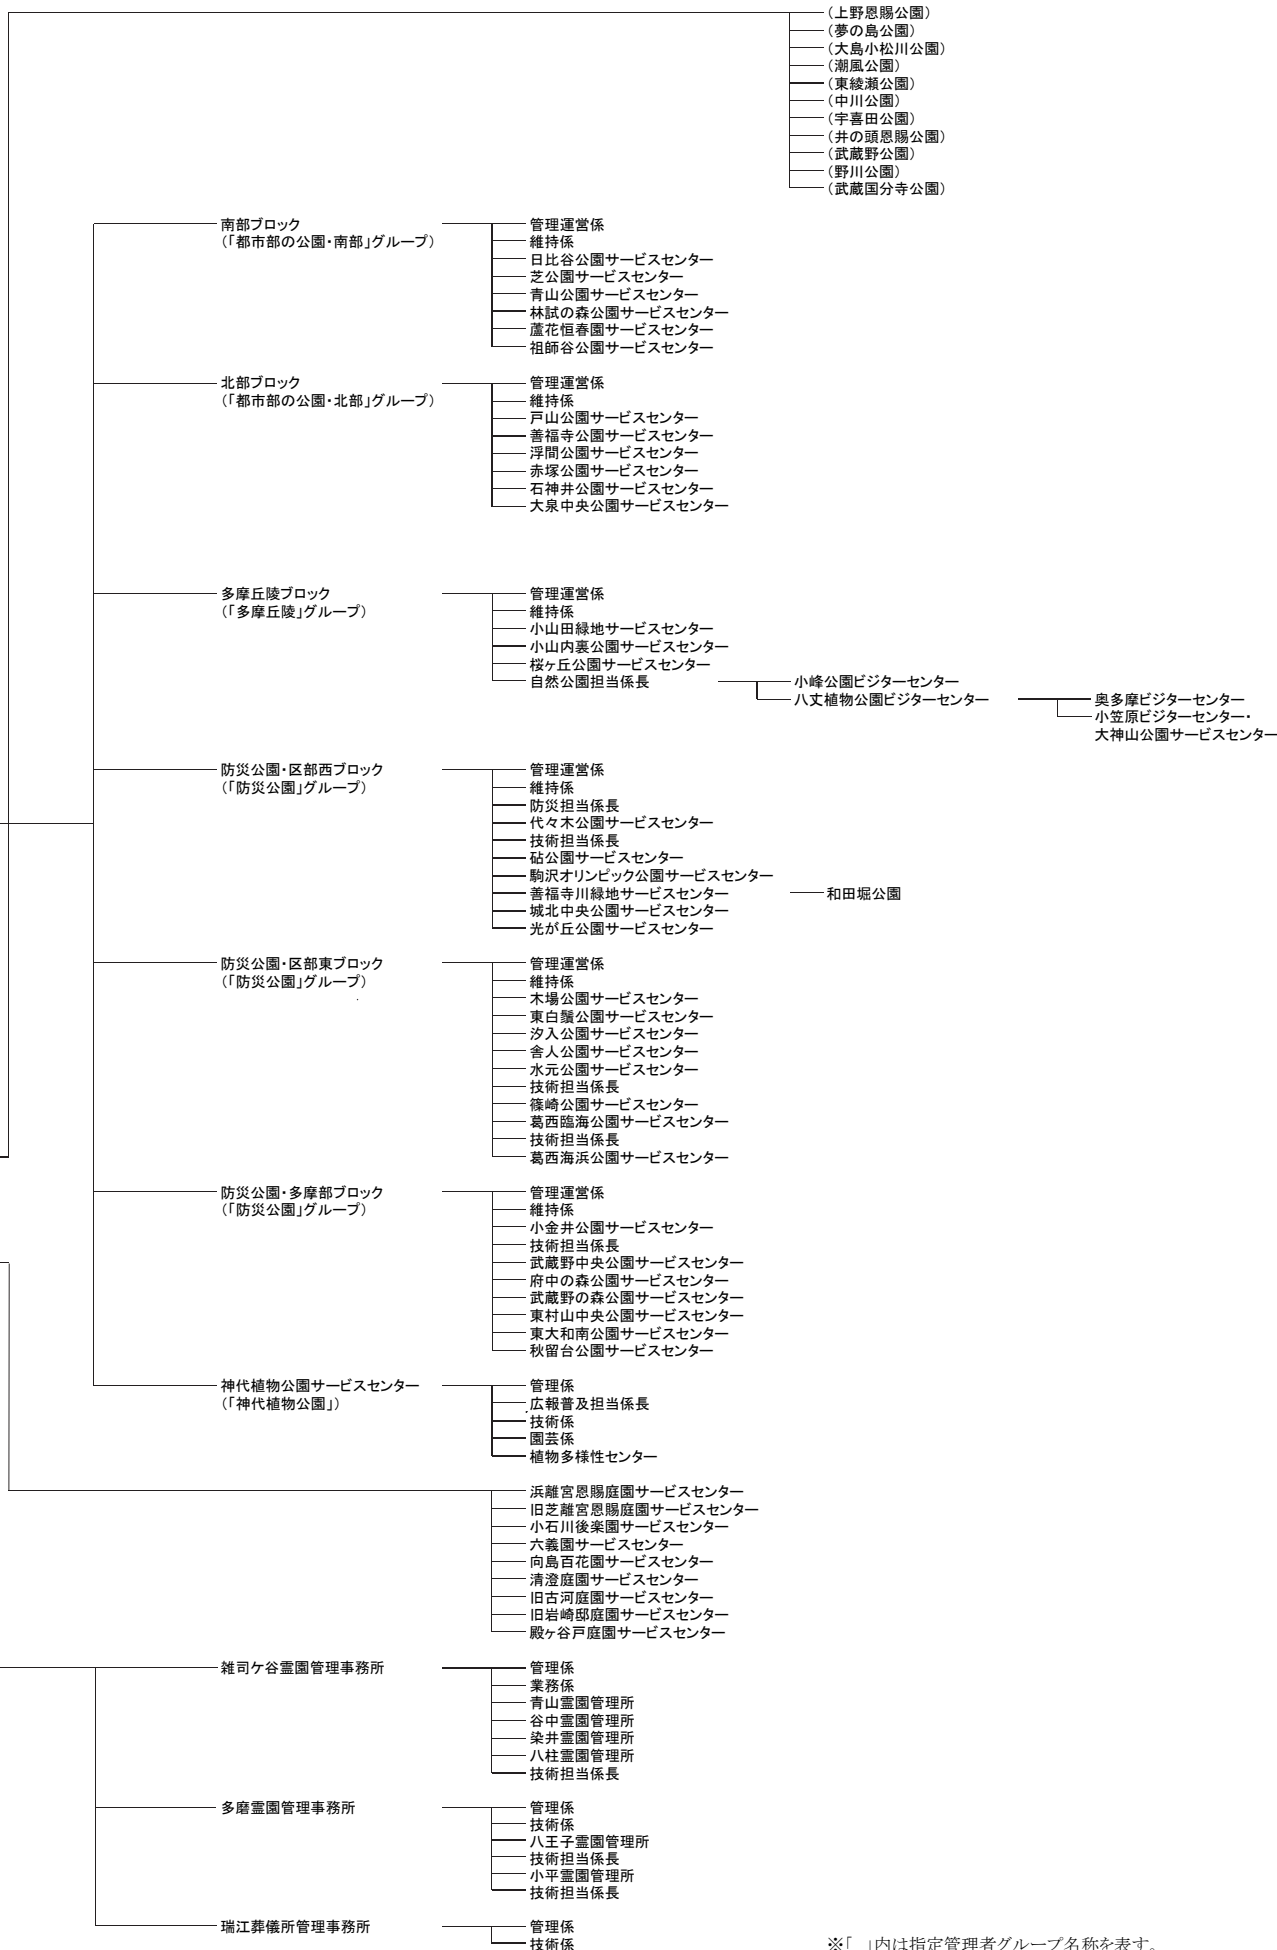 （上野恩賜公園）
（夢の島公園）
（大島小松川公園）
（潮風公園）
（東綾瀬公園）
（中川公園）
（宇喜田公園）
（井の頭恩賜公園）
（武蔵野公園）
（野川公園）
（武蔵国分寺公園）
南部ブロック
（「都市部の公園・南部」グループ）
管理運営係
維持係
日比谷公園サービスセンター
芝公園サービスセンター
青山公園サービスセンター
林試の森公園サービスセンター
蘆花恒春園サービスセンター
祖師谷公園サービスセンター
北部ブロック
（「都市部の公園・北部」グループ）
管理運営係
維持係
戸山公園サービスセンター
善福寺公園サービスセンター
浮間公園サービスセンター
赤塚公園サービスセンター
石神井公園サービスセンター
大泉中央公園サービスセンター
多摩丘陵ブロック
（「多摩丘陵」グループ）
管理運営係
維持係
小山田緑地サービスセンター
小山内裏公園サービスセンター
桜ヶ丘公園サービスセンター
自然公園担当係長
小峰公園ビジターセンター
八丈植物公園ビジターセンター
奥多摩ビジターセンター
小笠原ビジターセンター・
大神山公園サービスセンター
防災公園・区部西ブロック
（「防災公園」グループ）
管理運営係
維持係
防災担当係長
代々木公園サービスセンター
技術担当係長
砧公園サービスセンター
駒沢オリンピック公園サービスセンター
善福寺川緑地サービスセンター
和田堀公園
城北中央公園サービスセンター
光が丘公園サービスセンター
防災公園・区部東ブロック
（「防災公園」グループ）
管理運営係
維持係
木場公園サービスセンター
東白鬚公園サービスセンター
汐入公園サービスセンター
舎人公園サービスセンター
水元公園サービスセンター
技術担当係長
篠崎公園サービスセンター
葛西臨海公園サービスセンター
技術担当係長
葛西海浜公園サービスセンター
防災公園・多摩部ブロック
（「防災公園」グループ）
管理運営係
維持係
小金井公園サービスセンター
技術担当係長
武蔵野中央公園サービスセンター
府中の森公園サービスセンター
武蔵野の森公園サービスセンター
東村山中央公園サービスセンター
東大和南公園サービスセンター
秋留台公園サービスセンター
神代植物公園サービスセンター
（「神代植物公園」）
管理係
広報普及担当係長
技術係
園芸係
植物多様性センター
浜離宮恩賜庭園サービスセンター
旧芝離宮恩賜庭園サービスセンター
小石川後楽園サービスセンター
六義園サービスセンター
向島百花園サービスセンター
清澄庭園サービスセンター
旧古河庭園サービスセンター
旧岩崎邸庭園サービスセンター
殿ヶ谷戸庭園サービスセンター
雑司ケ谷霊園管理事務所
管理係
業務係
青山霊園管理所
谷中霊園管理所
染井霊園管理所
八柱霊園管理所
技術担当係長
多磨霊園管理事務所
管理係
技術係
八王子霊園管理所
技術担当係長
小平霊園管理所
技術担当係長
瑞江葬儀所管理事務所
管理係
技術係
※「　」内は指定管理者グループ名称を表す。